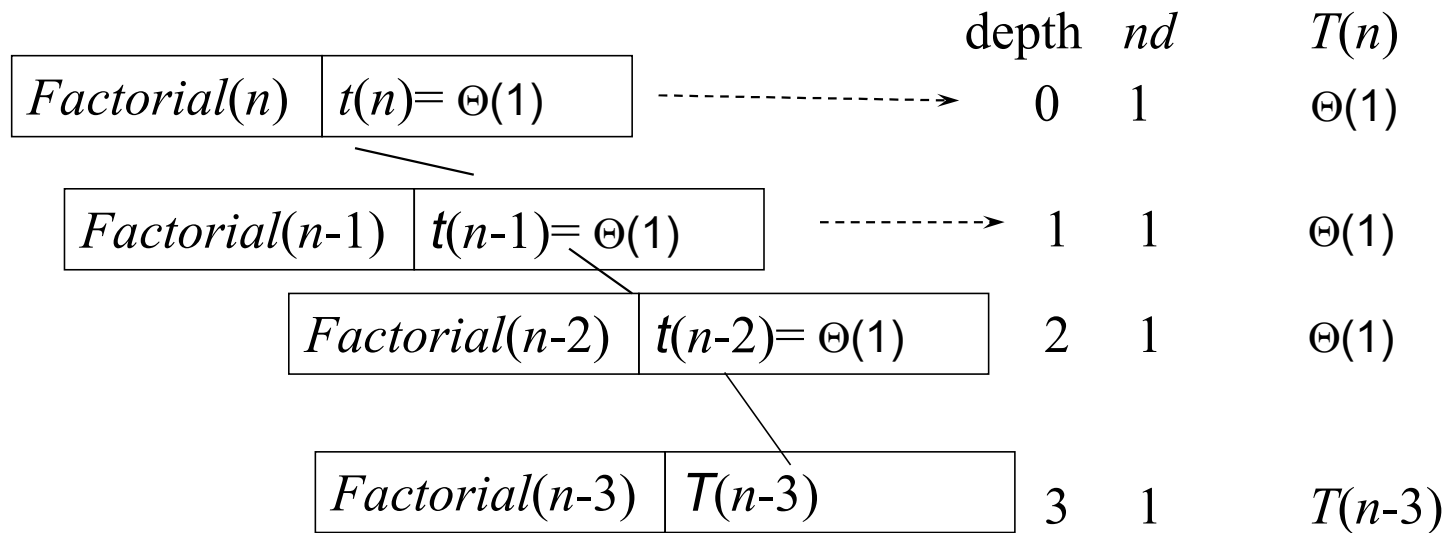 depth nd T(n)
Factorial(n) t(n)= Θ(1) 0 1 Θ(1)
Factorial(n-1) t(n-1)= Θ(1) 1 1 Θ(1)
Factorial(n-2) t(n-2)= Θ(1) 2 1 Θ(1)
Factorial(n-3) T(n-3) 3 1 T(n-3)